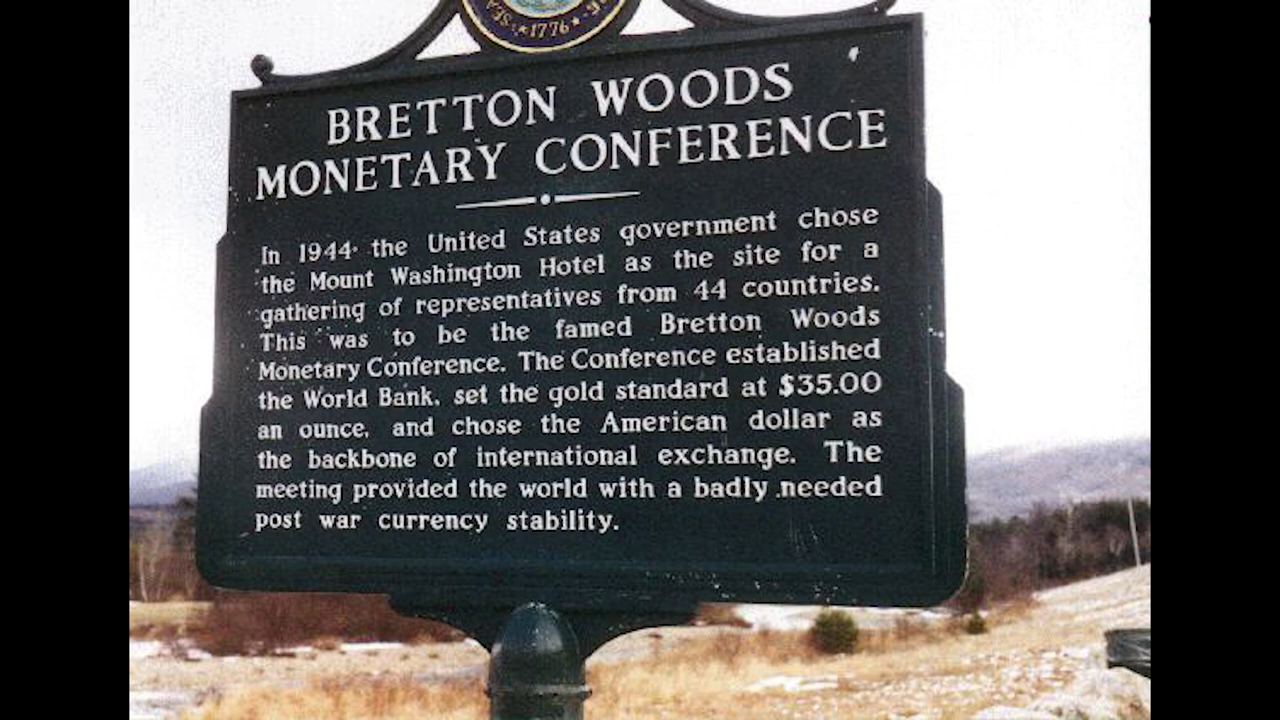 SEAL
1776
BRETTON WOODS
MONETARY CONFERENCE
In 1944 the United States government chose
the Mount Washington Hotel as the site for a
gathering of representatives from 44 countries.
This was to be the famed Bretton Woods
Monetary Conference. The Conference established
the World Bank, set the gold standard at $35.00
an ounce, and chose the American dollar as
the backbone of international exchange. The
meeting provided the world with a badly needed
post war currency stability.